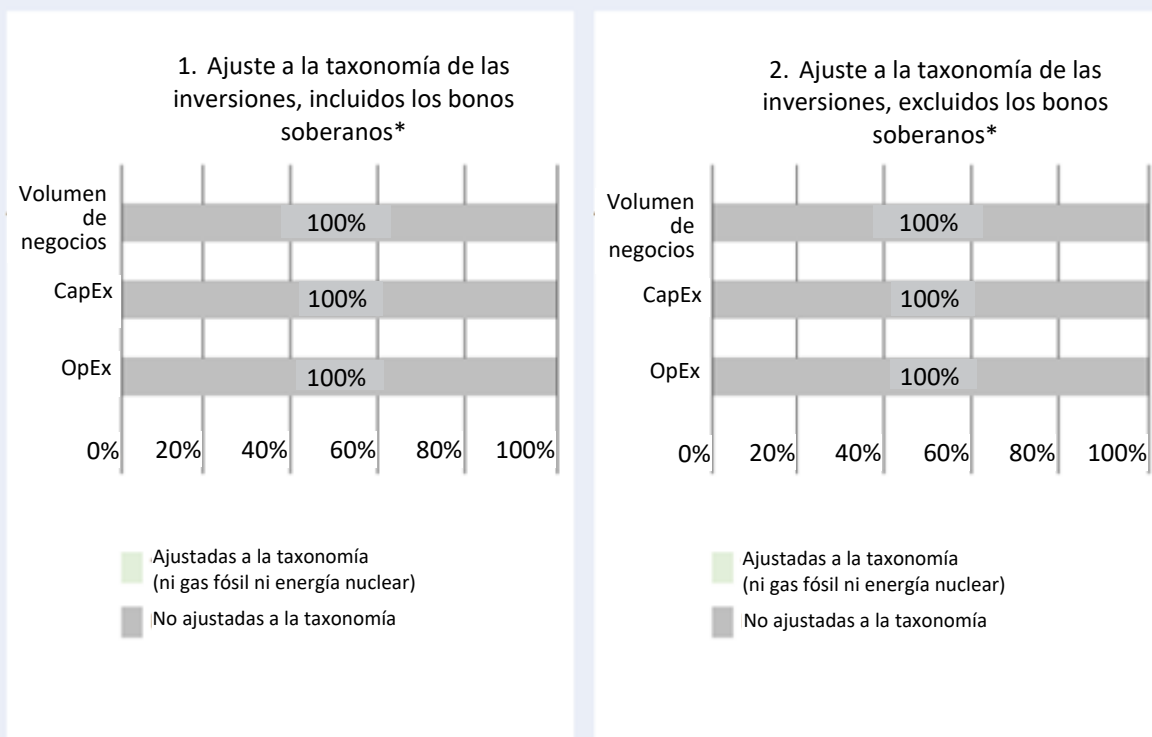 1. Ajuste a la taxonomía de las
inversiones, incluidos los bonos
soberanos*
Volumen
de
negocios
100%
CapEx
100%
OpEx
100%
0% 20% 40% 60% 80% 100%
Ajustadas a la taxonomía
(ni gas fósil ni energía nuclear)
No ajustadas a la taxonomía
2. Ajuste a la taxonomía de las
inversiones, excluidos los bonos
soberanos*
Volumen
de
negocios
100%
CapEx
100%
OpEx
100%
0% 20% 40% 60% 80% 100%
Ajustadas a la taxonomía
(ni gas fósil ni energía nuclear)
No ajustadas a la taxonomía